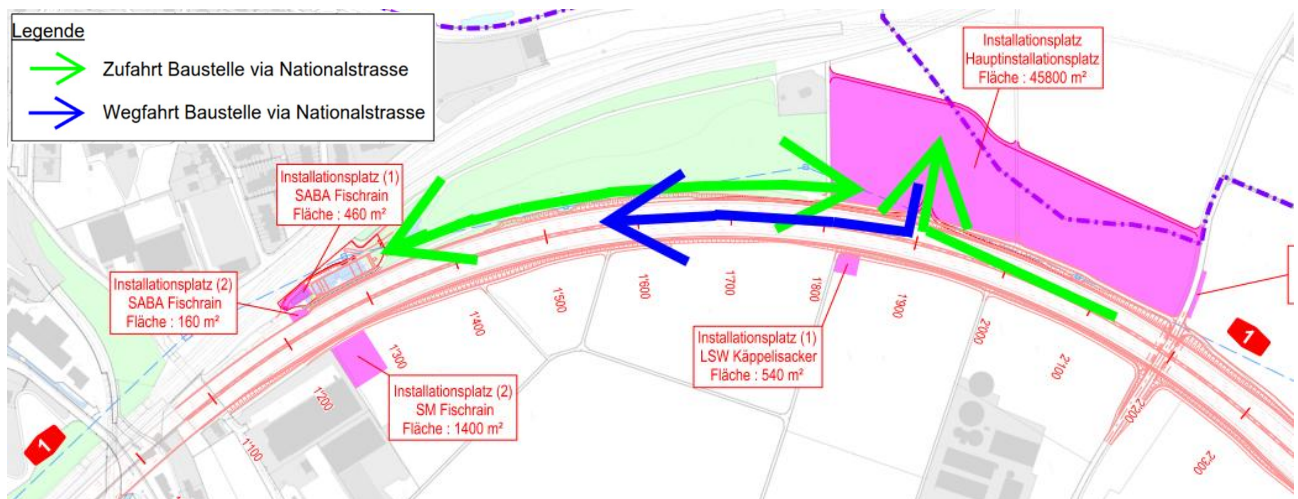 Legende
Zufahrt Baustelle via Nationalstrasse
Wegfahrt Baustelle via Nationalstrasse
Installationsplatz
Hauptinstallationsplatz
Fläche : 45800 m²
Installationsplatz (1)
SABA Fischrain
Fläche : 460 m²
Installationsplatz (2)
SABA Fischrain
Fläche : 160 m²
Installationsplatz (2)
SM Fischrain
Fläche : 1400 m²
Installationsplatz (1)
LSW Käppelisacker
Fläche : 540 m²
1'100
1'200
1'300
1'400
1'500
1'600
1'700
1'800
1'900
2'000
2'100
2'200
2'300
1
1